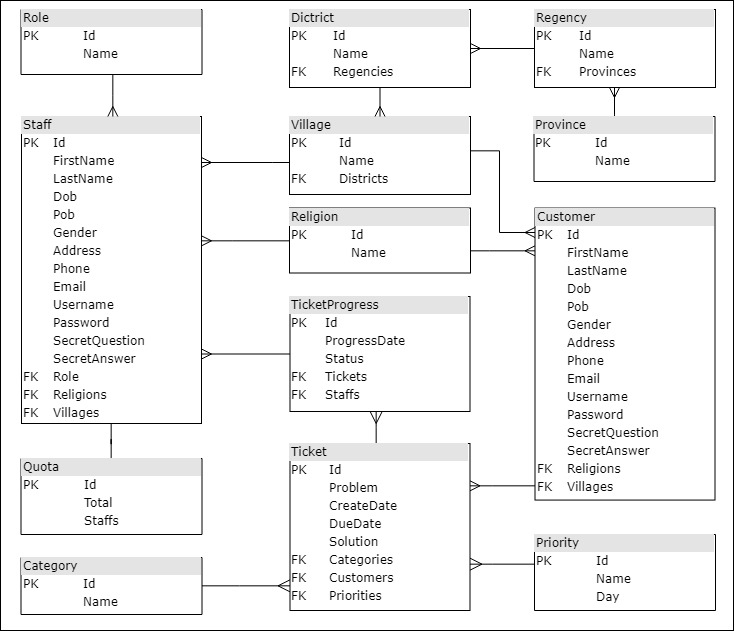 Role
PK Id
Name
Dictrict
PK Id
Name
FK Regencies
Regency
PK Id
Name
FK Provinces
Staff
PK Id
FirstName
LastName
Dob
Pob
Gender
Address
Phone
Email
Username
Password
SecretQuestion
SecretAnswer
FK Role
FK Religions
FK Villages
Village
PK Id
Name
FK Districts
Province
PK Id
Name
Religion
PK Id
Name
Customer
PK Id
FirstName
LastName
Dob
Pob
Gender
Address
Phone
Email
Username
Password
SecretQuestion
SecretAnswer
FK Religions
FK Villages
TicketProgress
PK Id
ProgressDate
Status
FK Tickets
FK Staffs
Quota
PK Id
Total
Staffs
Ticket
PK Id
Problem
CreateDate
DueDate
Solution
FK Categories
FK Customers
FK Priorities
Category
PK Id
Name
Priority
PK Id
Name
Day